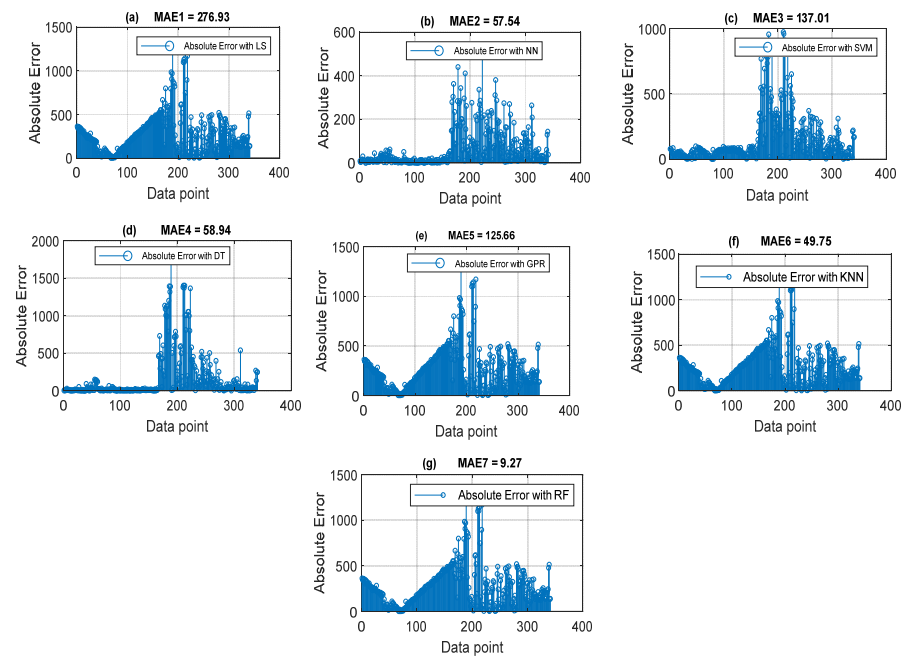 (a) MAE1 = 276.93
Absolute Error with LS
1500
1000
500
0
0 100 200 300 400
Absolute Error
Data point
(b) MAE2 = 57.54
Absolute Error with NN
600
400
200
0
0 100 200 300 400
Absolute Error
Data point
(c) MAE3 = 137.01
Absolute Error with SVM
1000
500
0
0 100 200 300 400
Absolute Error
Data point
(d) MAE4 = 58.94
Absolute Error with DT
2000
1500
1000
500
0
0 100 200 300 400
Absolute Error
Data point
(e) MAE5 = 125.66
Absolute Error with GPR
1500
1000
500
0
0 100 200 300 400
Absolute Error
Data point
(f) MAE6 = 49.75
Absolute Error with KNN
1500
1000
500
0
0 100 200 300 400
Absolute Error
Data point
(g) MAE7 = 9.27
Absolute Error with RF
1500
1000
500
0
0 100 200 300 400
Absolute Error
Data point